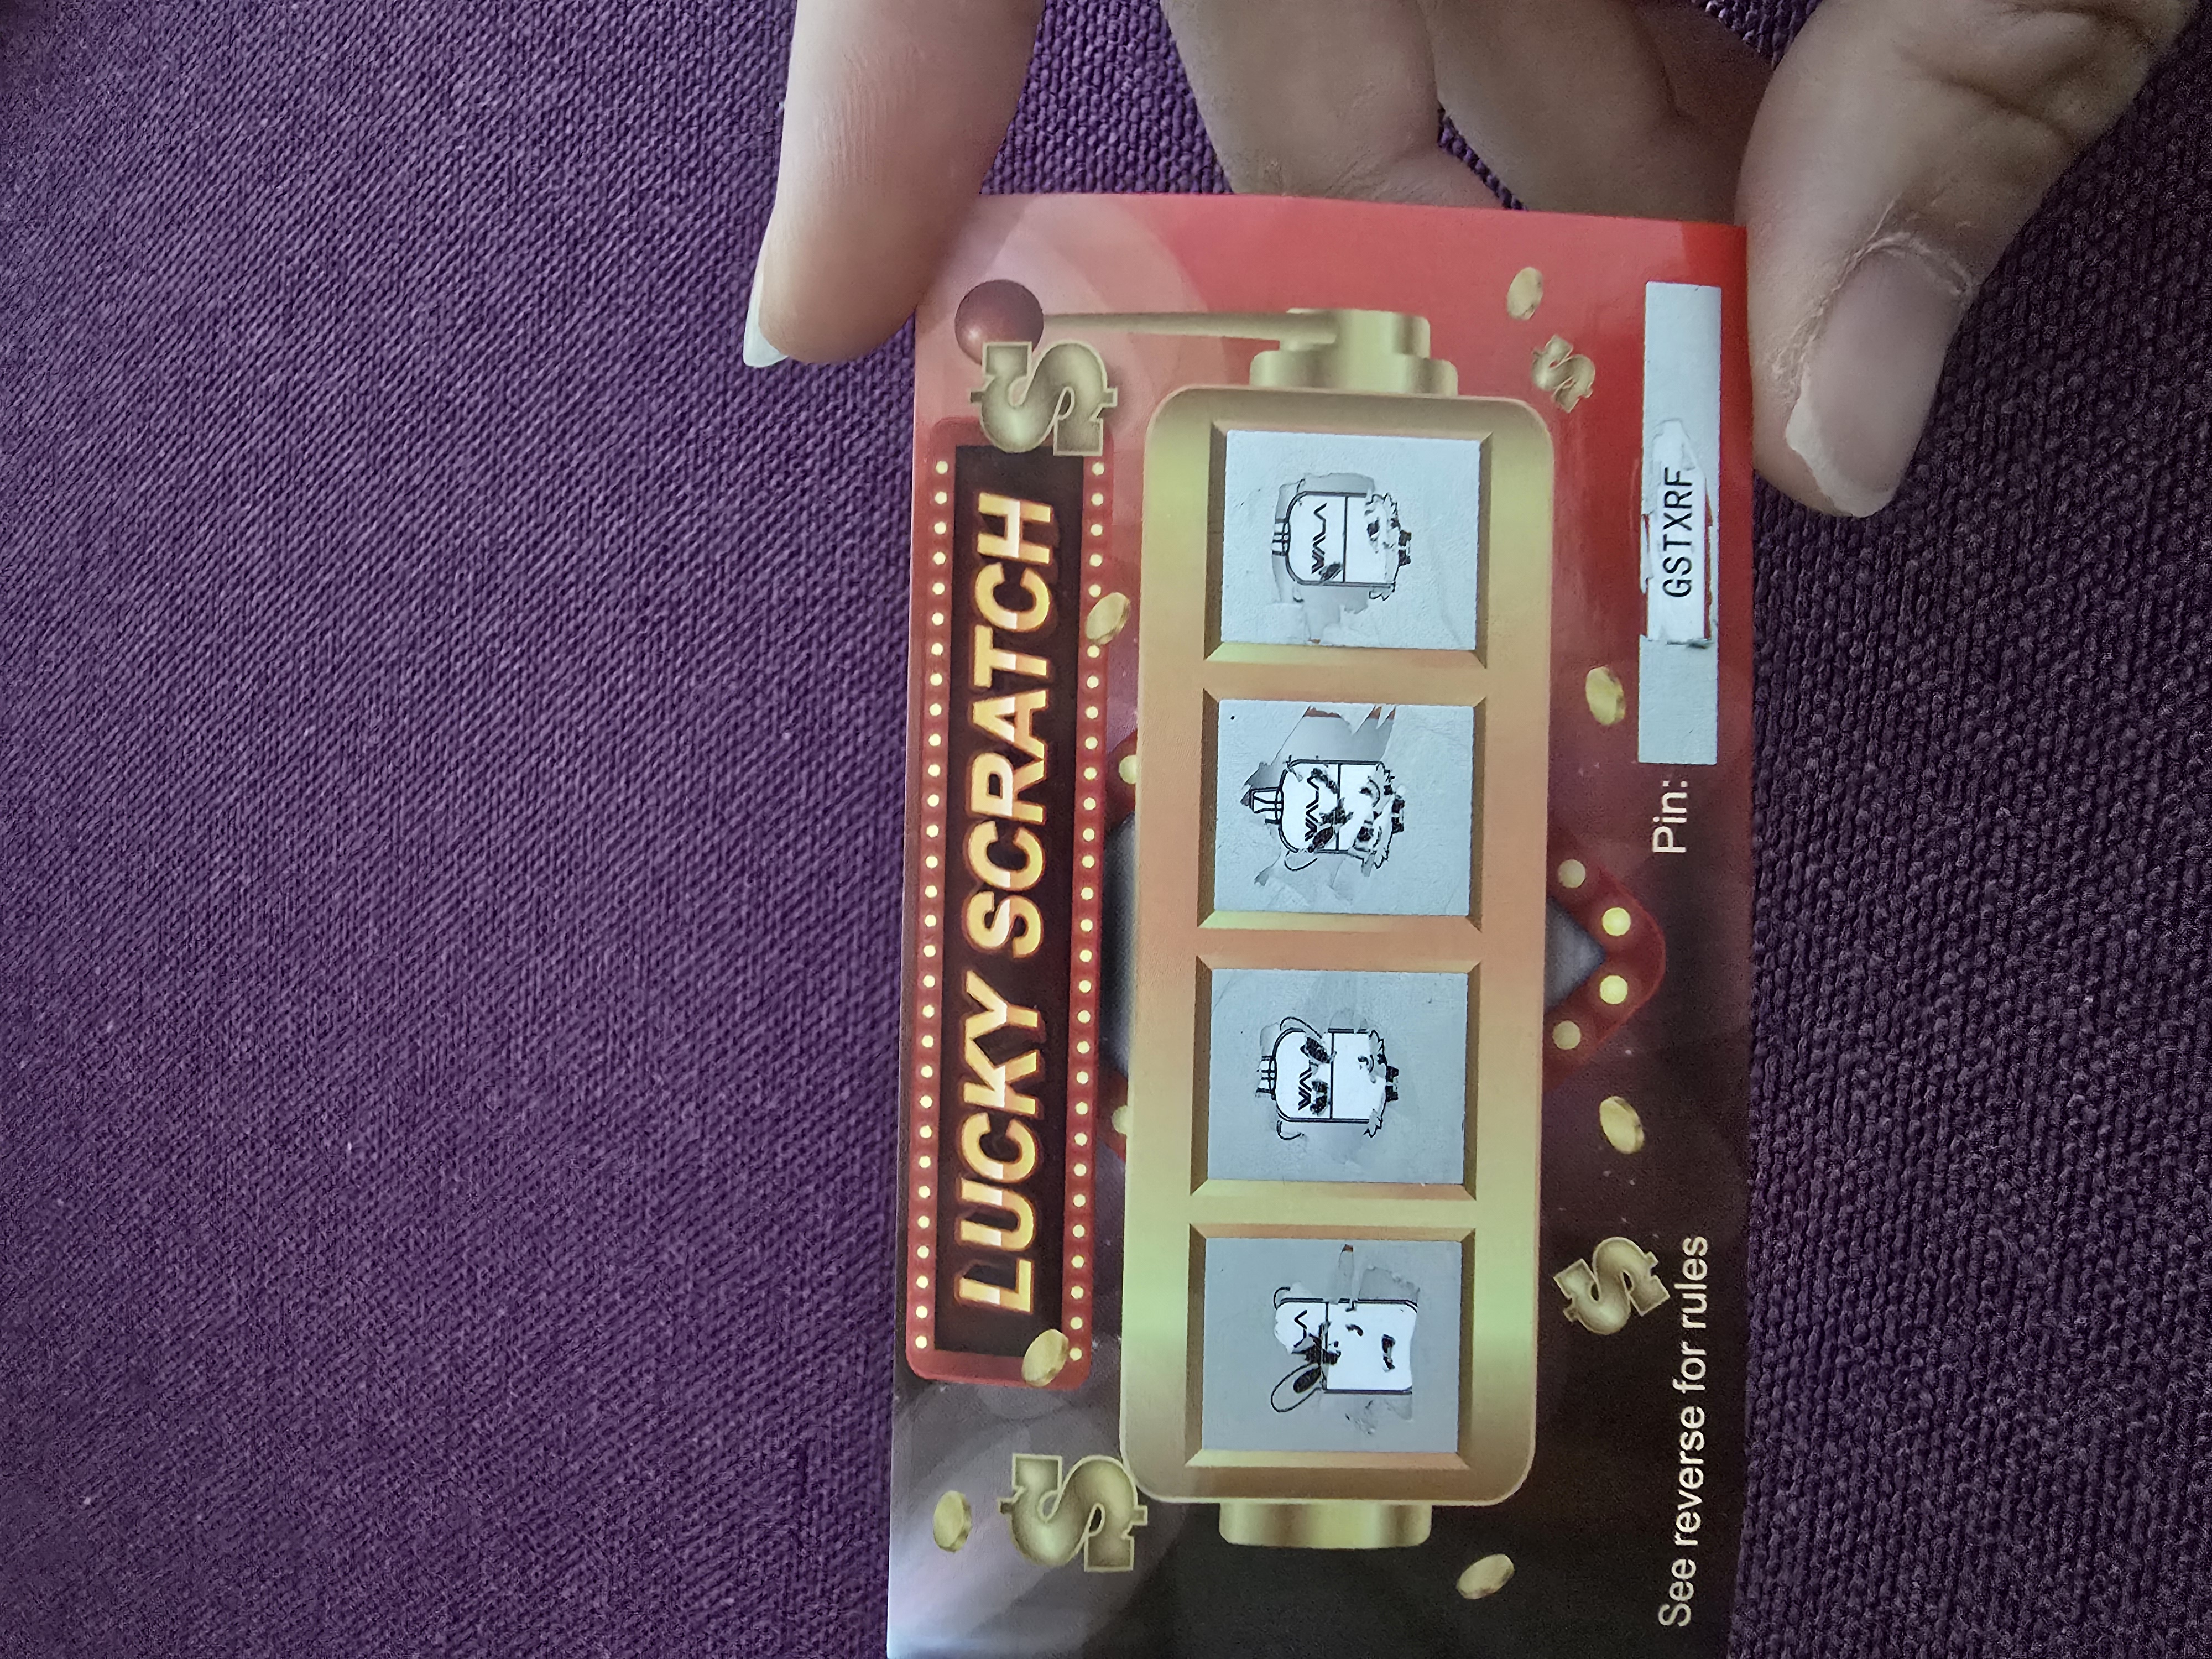 LUCKY SCRATCH
See reverse for rules
Pin:
GSTXRF